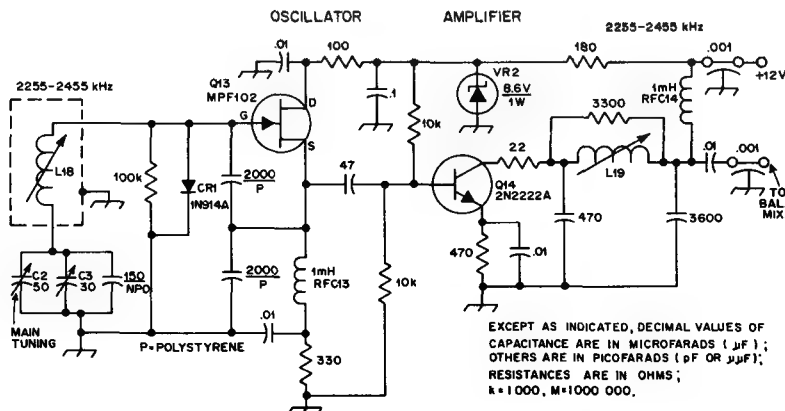 OSCILLATOR
AMPLIFIER
2255-2455 kHz
2255-2455 kHz
.01
100
180
.001
+12V
Q13
MPF102
D
G
S
.1
10k
VR2
8.6V
1W
1mH
RFC14
3300
L18
100k
CR1
1N914A
2000
P
47
22
Q14
2N2222A
L19
.01
.001
TO
BAL.
MIX.
470
3600
C2
50
C3
30
150
NPO
2000
P
1mH
RFC13
10k
470
.01
MAIN
TUNING
P=POLYSTYRENE
.01
330
EXCEPT AS INDICATED, DECIMAL VALUES OF
CAPACITANCE ARE IN MICROFARADS (µF);
OTHERS ARE IN PICOFARADS (pF OR µµF);
RESISTANCES ARE IN OHMS;
k=1000, M=1000 000.